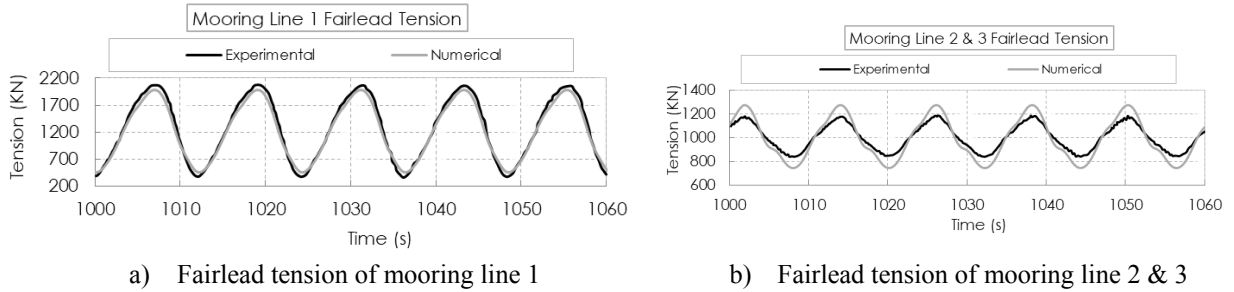 Mooring Line 1 Fairlead Tension
Experimental Numerical
Tension (KN)
2200
1700
1200
700
200
1000 1010 1020 1030 1040 1050 1060
Time (s)
a) Fairlead tension of mooring line 1
Mooring Line 2 & 3 Fairlead Tension
Experimental Numerical
Tension (KN)
1400
1200
1000
800
600
1000 1010 1020 1030 1040 1050 1060
Time (s)
b) Fairlead tension of mooring line 2 & 3